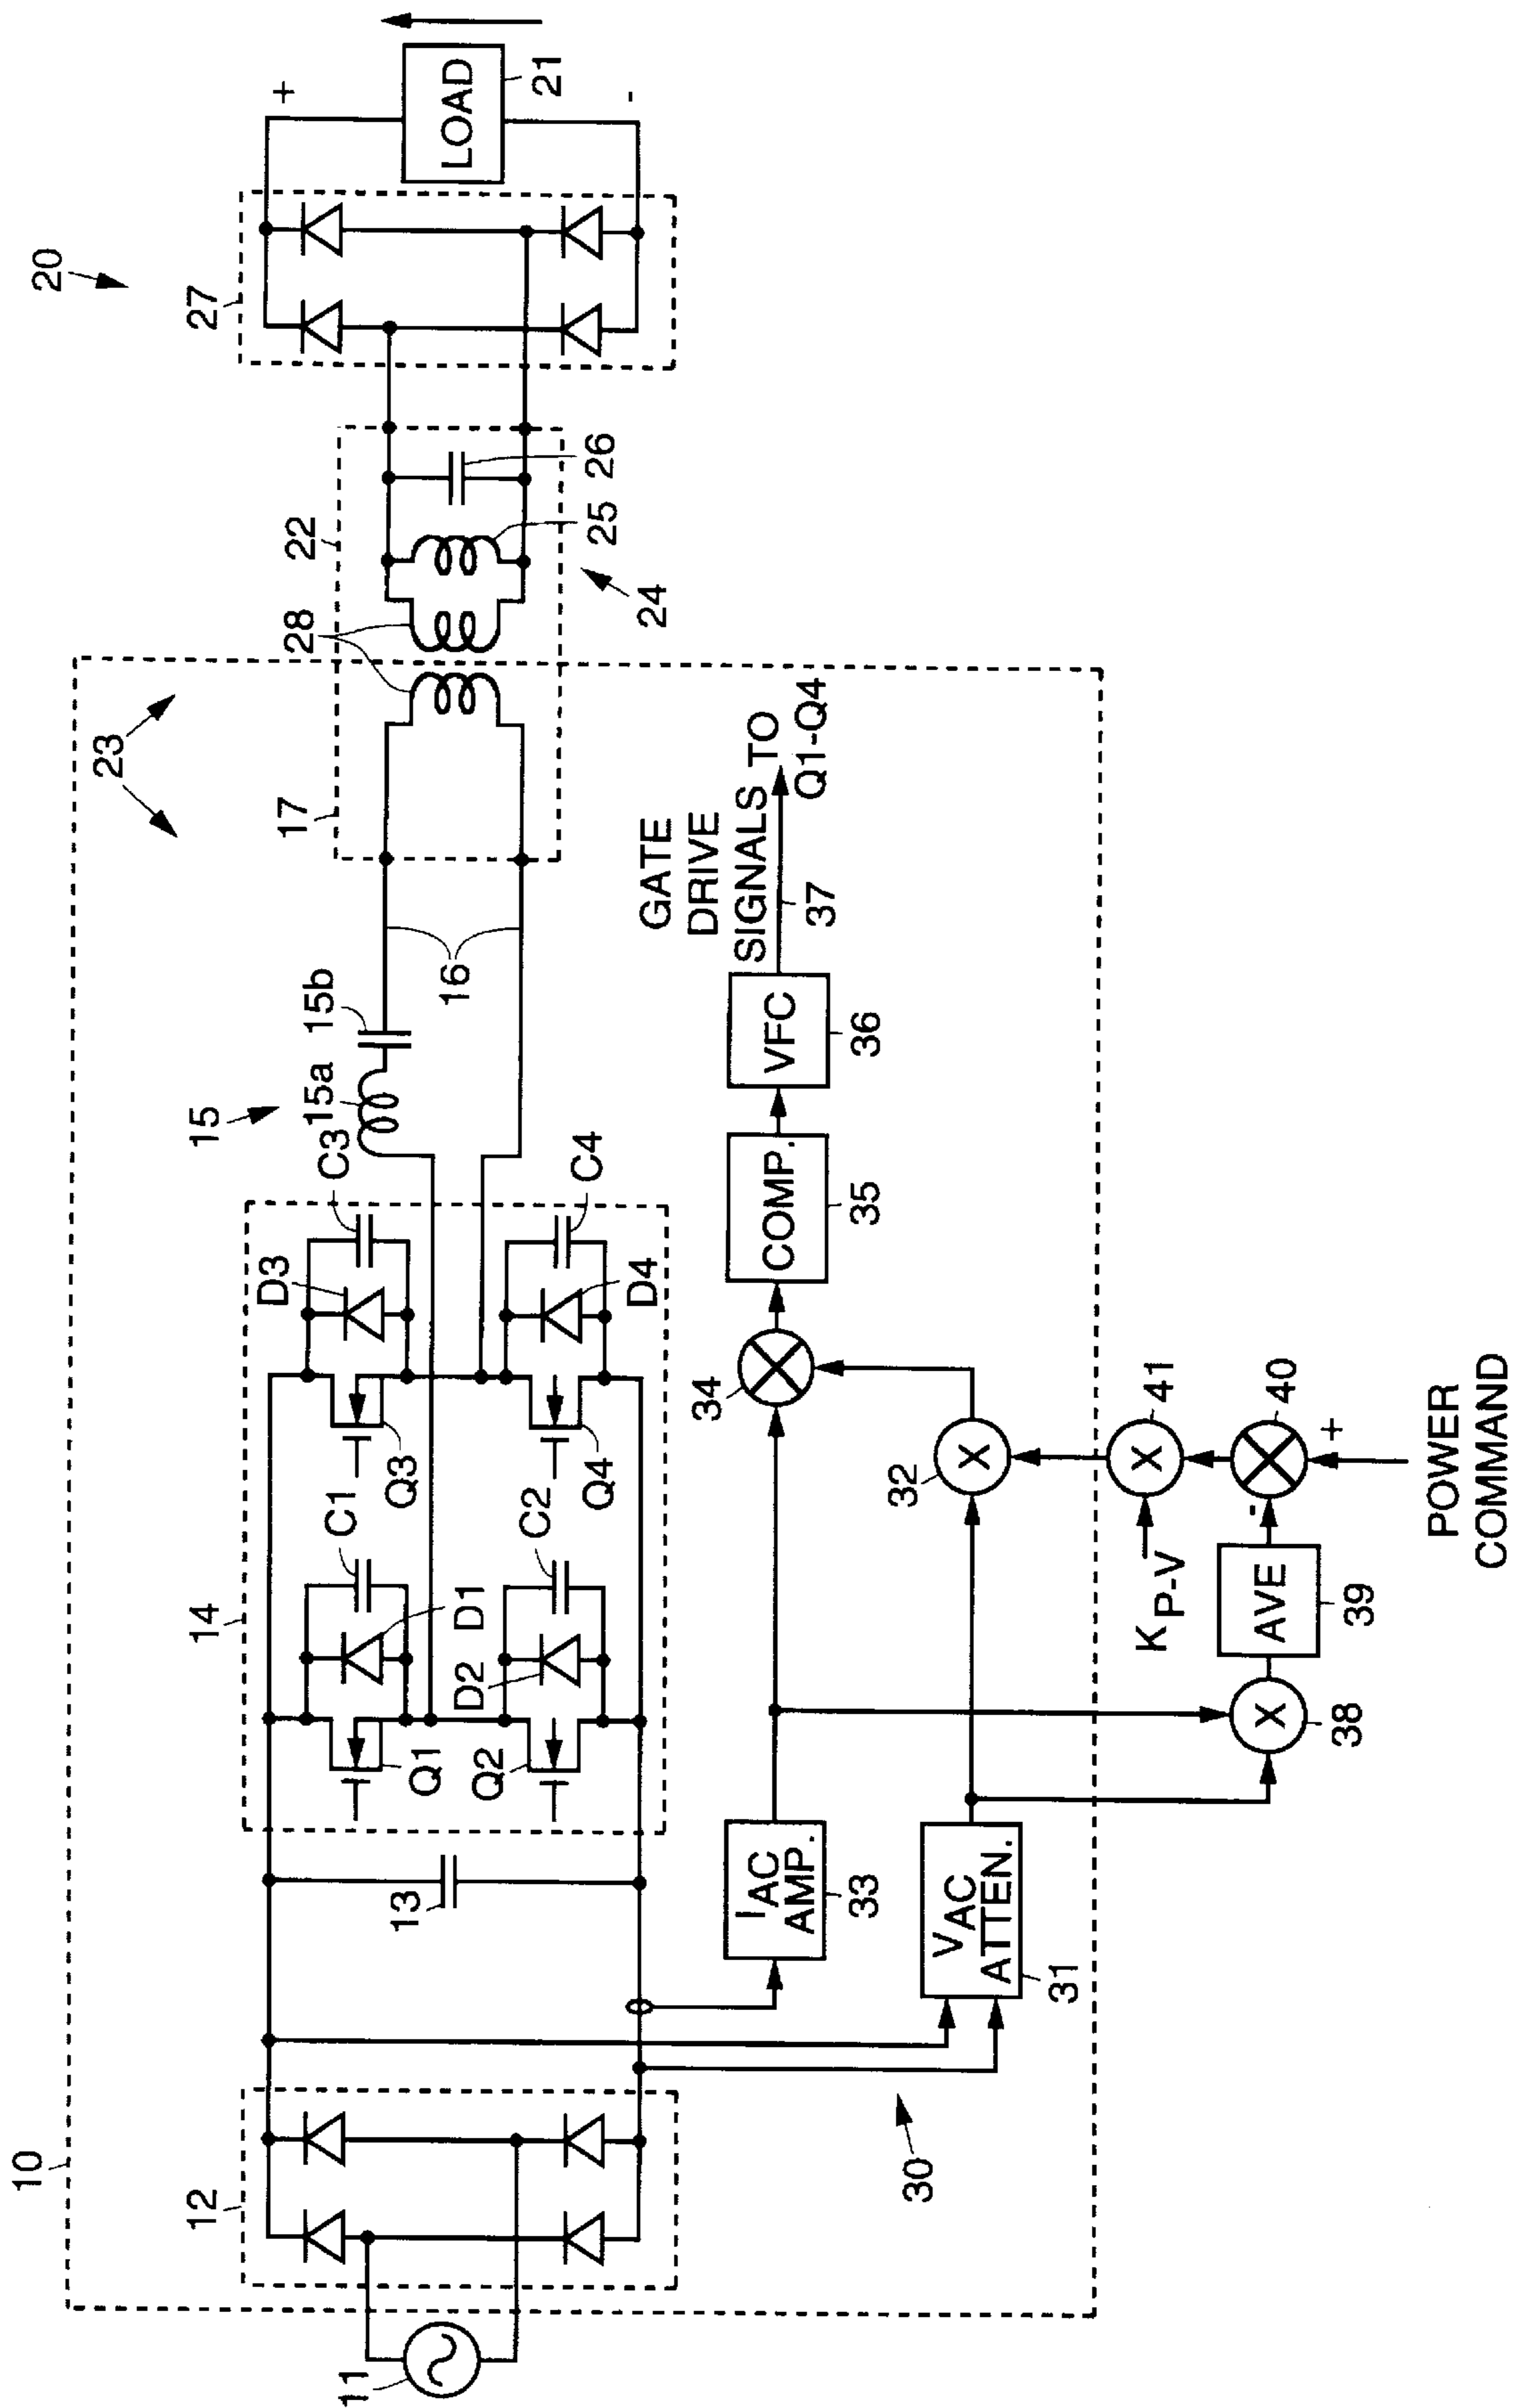 10
23
20
11
12
13
14
Q1
D1
C1
Q2
D2
C2
Q3
D3
C3
Q4
D4
C4
15
15a
15b
16
17
28
22
24
25
26
27
+
LOAD
21
-
30
IAC
AMP.
33
VAC
ATTEN.
31
34
X
32
COMP.
35
VFC
36
GATE
DRIVE
SIGNALS TO
Q1-Q4
37
X
38
AVE
39
-
KP-V
X
41
40
+
POWER
COMMAND